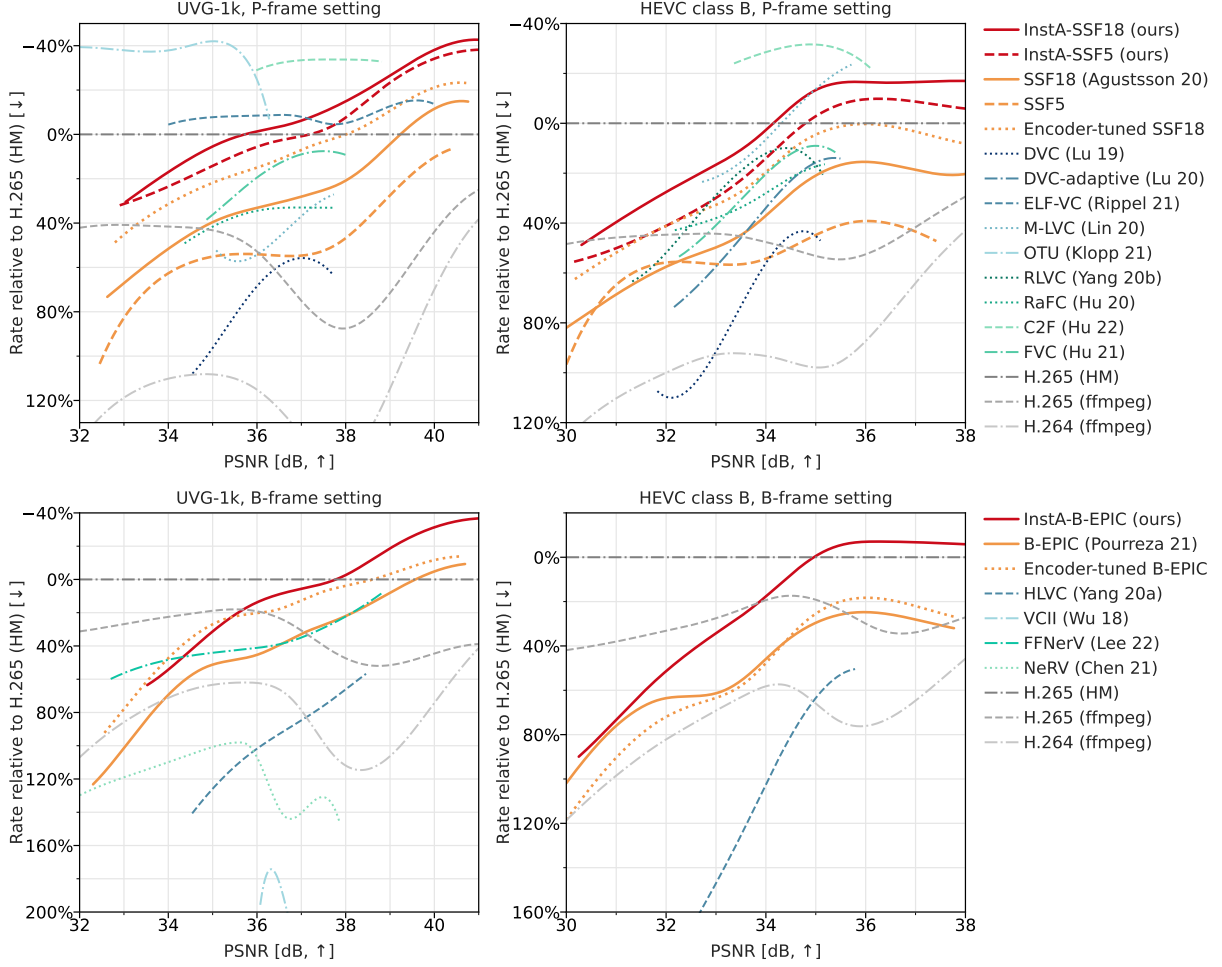 UVG-1k, P-frame setting
−40%
0%
40%
80%
120%
32
34
36
38
40
PSNR [dB, ↑]
Rate relative to H.265 (HM) [↓]
HEVC class B, P-frame setting
−40%
0%
40%
80%
120%
30
32
34
36
38
PSNR [dB, ↑]
Rate relative to H.265 (HM) [↓]
InstA-SSF18 (ours)
InstA-SSF5 (ours)
SSF18 (Agustsson 20)
SSF5
Encoder-tuned SSF18
DVC (Lu 19)
DVC-adaptive (Lu 20)
ELF-VC (Rippel 21)
M-LVC (Lin 20)
OTU (Klopp 21)
RLVC (Yang 20b)
RaFC (Hu 20)
C2F (Hu 22)
FVC (Hu 21)
H.265 (HM)
H.265 (ffmpeg)
H.264 (ffmpeg)
UVG-1k, B-frame setting
−40%
0%
40%
80%
120%
160%
200%
32
34
36
38
40
PSNR [dB, ↑]
Rate relative to H.265 (HM) [↓]
HEVC class B, B-frame setting
0%
40%
80%
120%
160%
30
32
34
36
38
PSNR [dB, ↑]
Rate relative to H.265 (HM) [↓]
InstA-B-EPIC (ours)
B-EPIC (Pourreza 21)
Encoder-tuned B-EPIC
HLVC (Yang 20a)
VCII (Wu 18)
FFNerV (Lee 22)
NeRV (Chen 21)
H.265 (HM)
H.265 (ffmpeg)
H.264 (ffmpeg)